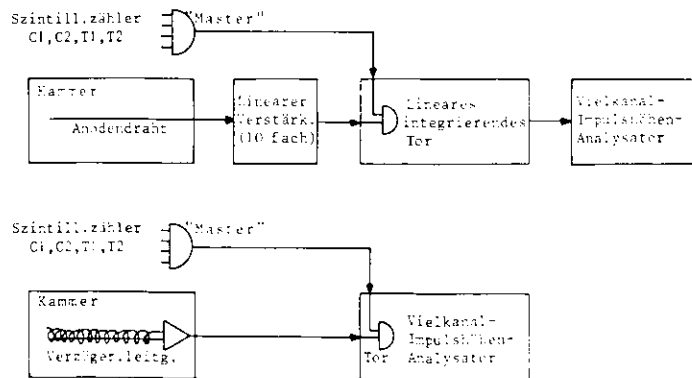 Szintill.zähler "Master"
C1,C2,T1,T2
Kammer
Anodendraht
Linearer
Verstärk.
(10 fach)
Lineares
integrierendes
Tor
Vielkanal-
Impulshöhen-
Analysator
Szintill.zähler "Master"
C1,C2,T1,T2
Kammer
Verzöger.leitg.
Tor
Vielkanal-
Impulshöhen-
Analysator